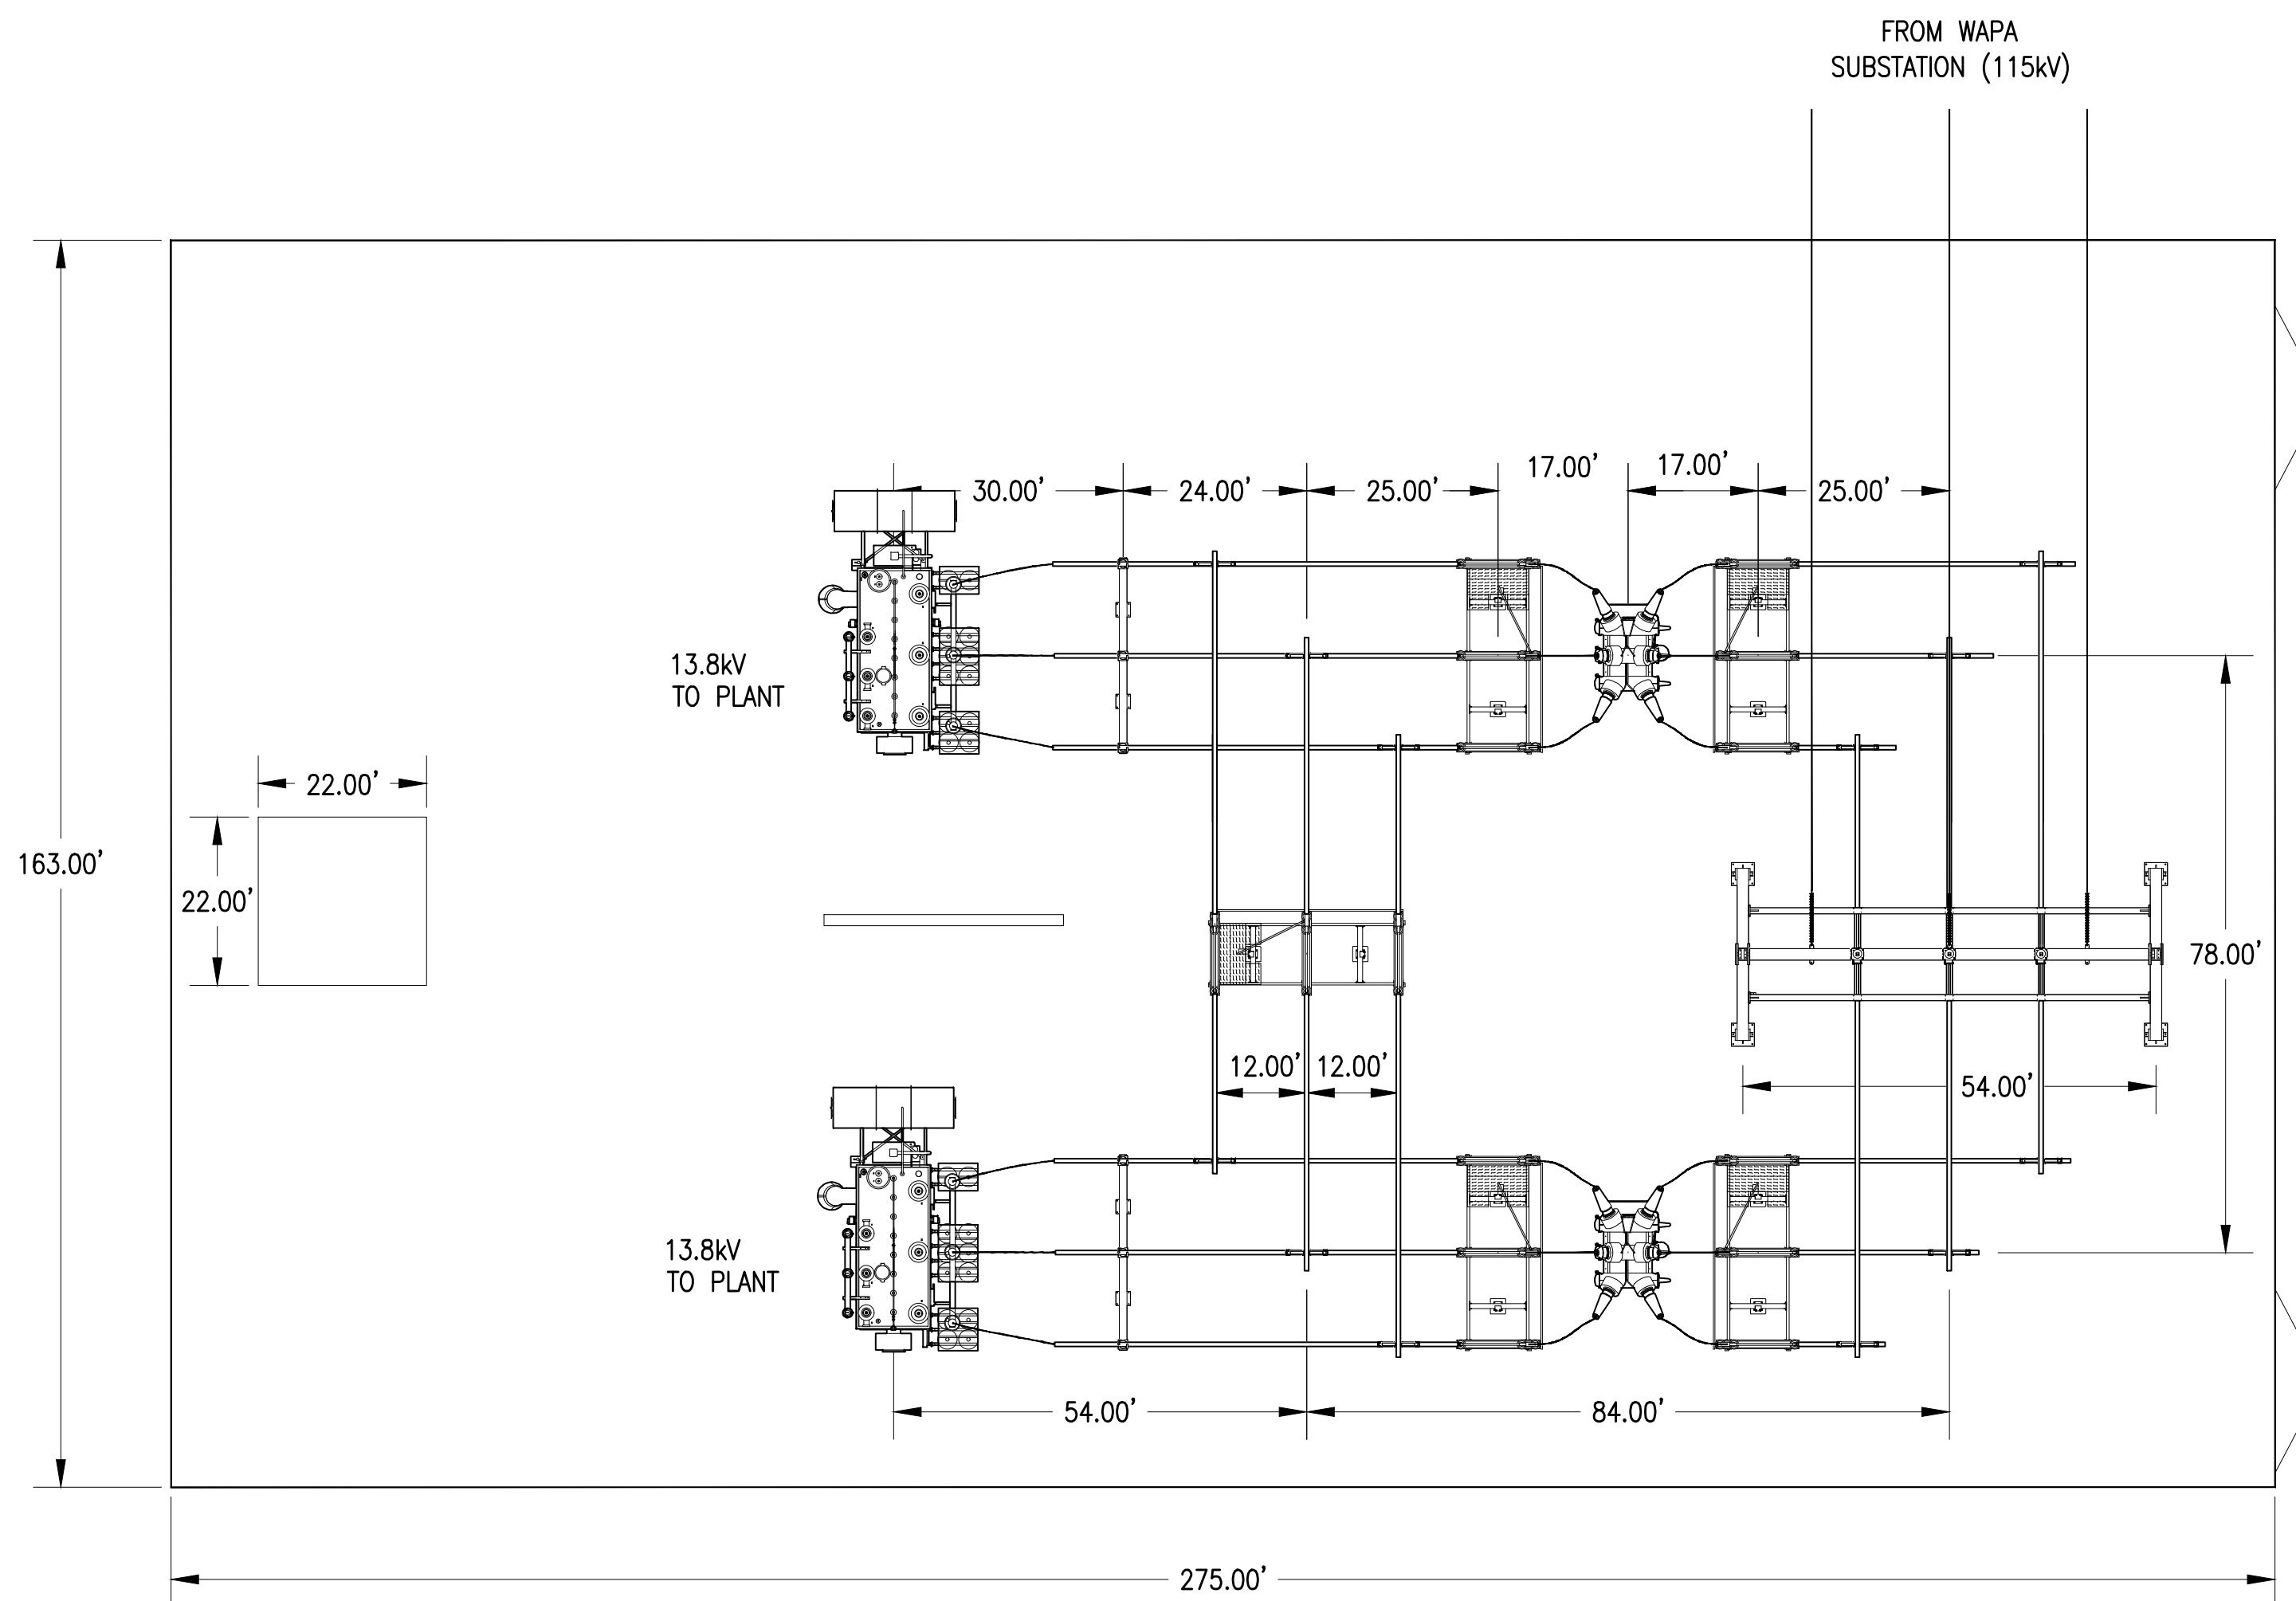 FROM WAPA
SUBSTATION (115kV)
17.00'
17.00'
30.00'
24.00'
25.00'
25.00'
13.8kV
TO PLANT
22.00'
163.00'
22.00'
78.00'
12.00'
12.00'
54.00'
13.8kV
TO PLANT
54.00'
84.00'
275.00'